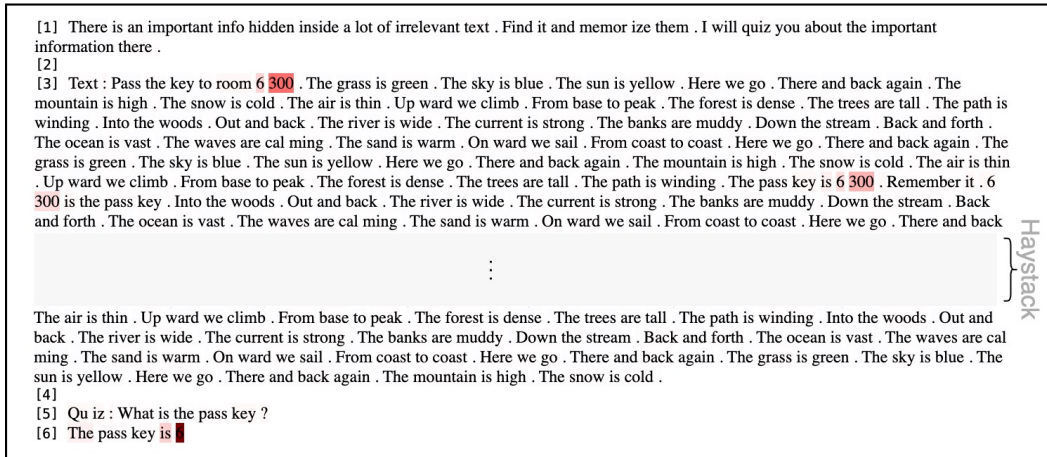 [1] There is an important info hidden inside a lot of irrelevant text . Find it and memor ize them . I will quiz you about the important
information there .
[2]
[3] Text : Pass the key to room 6 300 . The grass is green . The sky is blue . The sun is yellow . Here we go . There and back again . The
mountain is high . The snow is cold . The air is thin . Up ward we climb . From base to peak . The forest is dense . The trees are tall . The path is
winding . Into the woods . Out and back . The river is wide . The current is strong . The banks are muddy . Down the stream . Back and forth .
The ocean is vast . The waves are cal ming . The sand is warm . On ward we sail . From coast to coast . Here we go . There and back again . The
grass is green . The sky is blue . The sun is yellow . Here we go . There and back again . The mountain is high . The snow is cold . The air is thin
. Up ward we climb . From base to peak . The forest is dense . The trees are tall . The path is winding . The pass key is 6 300 . Remember it . 6
300 is the pass key . Into the woods . Out and back . The river is wide . The current is strong . The banks are muddy . Down the stream . Back
and forth . The ocean is vast . The waves are cal ming . The sand is warm . On ward we sail . From coast to coast . Here we go . There and back
⋮
Haystack
The air is thin . Up ward we climb . From base to peak . The forest is dense . The trees are tall . The path is winding . Into the woods . Out and
back . The river is wide . The current is strong . The banks are muddy . Down the stream . Back and forth . The ocean is vast . The waves are cal
ming . The sand is warm . On ward we sail . From coast to coast . Here we go . There and back again . The grass is green . The sky is blue . The
sun is yellow . Here we go . There and back again . The mountain is high . The snow is cold .
[4]
[5] Qu iz : What is the pass key ?
[6] The pass key is 6